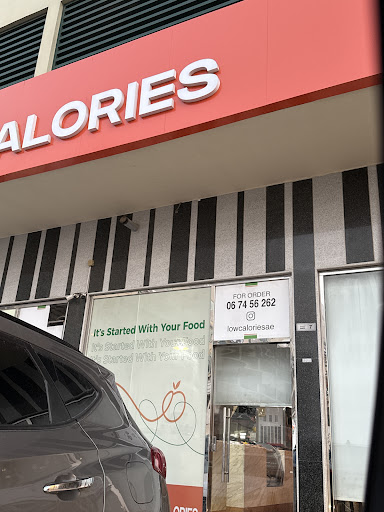 ALORIES
FOR ORDER
06 74 56 262
lowcaloriesae
It's Started With Your Food
It's Started With Your Food
It's Started With Your Food
ORIES